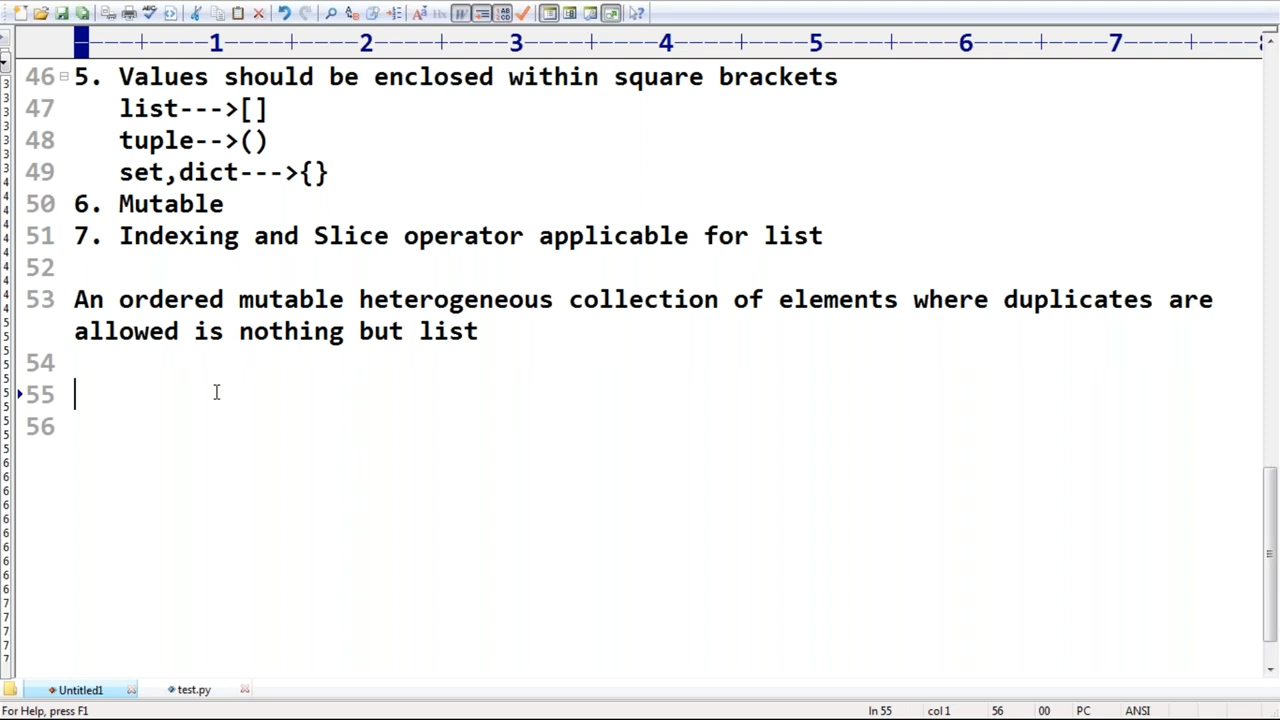 1 2 3 4 5 6 7
46 5. Values should be enclosed within square brackets
47 list--->[]
48 tuple-->()
49 set,dict--->{}
50 6. Mutable
51 7. Indexing and Slice operator applicable for list
52
53 An ordered mutable heterogeneous collection of elements where duplicates are
allowed is nothing but list
54
55
56
Untitled1 test.py
For Help, press F1 ln 55 col 1 56 00 PC ANSI